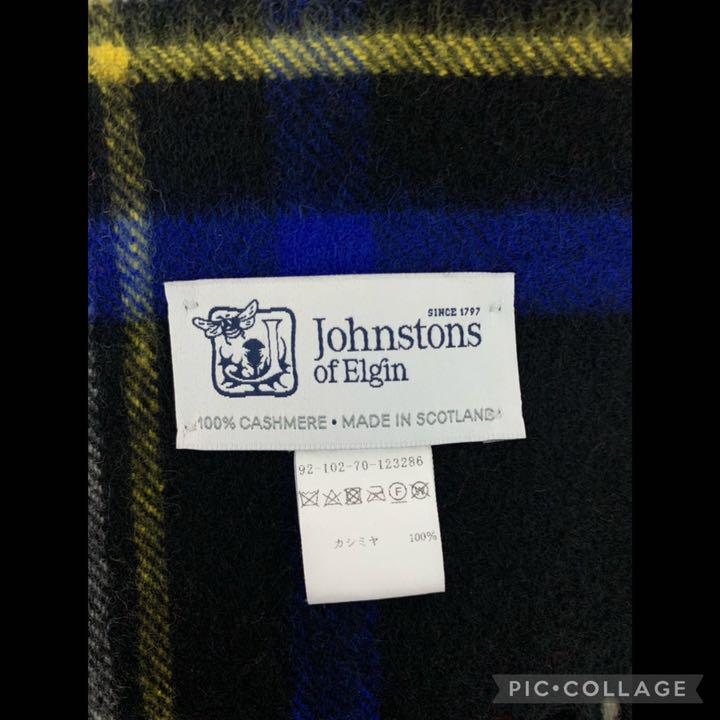 SINCE 1797
Johnstons
of Elgin
100% CASHMERE • MADE IN SCOTLAND
92-102-70-123286
F W
カシミヤ 100%
PIC•COLLAGE